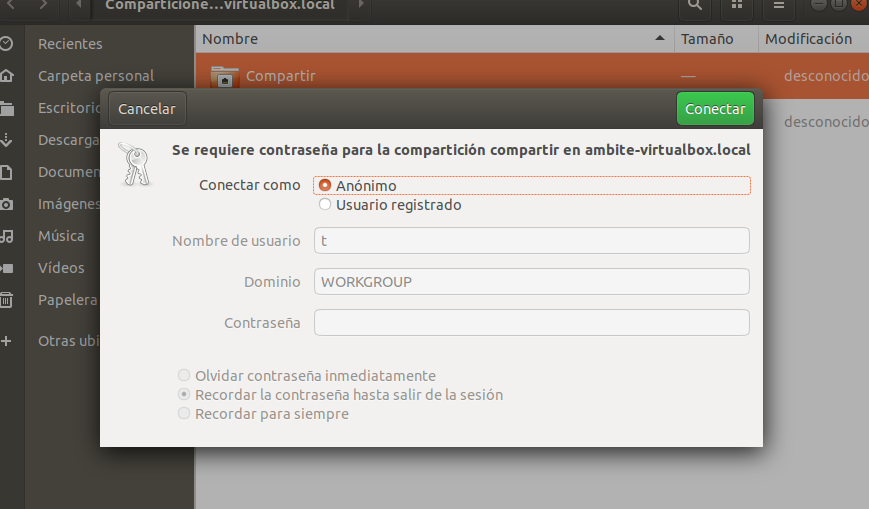 Comparticione...virtualbox.local
Recientes
Nombre
Tamaño
Modificación
Carpeta personal
Compartir
—
desconocido
Escritorio
desconocido
Cancelar
Conectar
Descarga
Se requiere contraseña para la compartición compartir en ambite-virtualbox.local
Documen
Conectar como
Anónimo
Imágenes
Usuario registrado
Música
Nombre de usuario
t
Vídeos
Dominio
WORKGROUP
Papelera
Contraseña
Otras ubi
Olvidar contraseña inmediatamente
Recordar la contraseña hasta salir de la sesión
Recordar para siempre